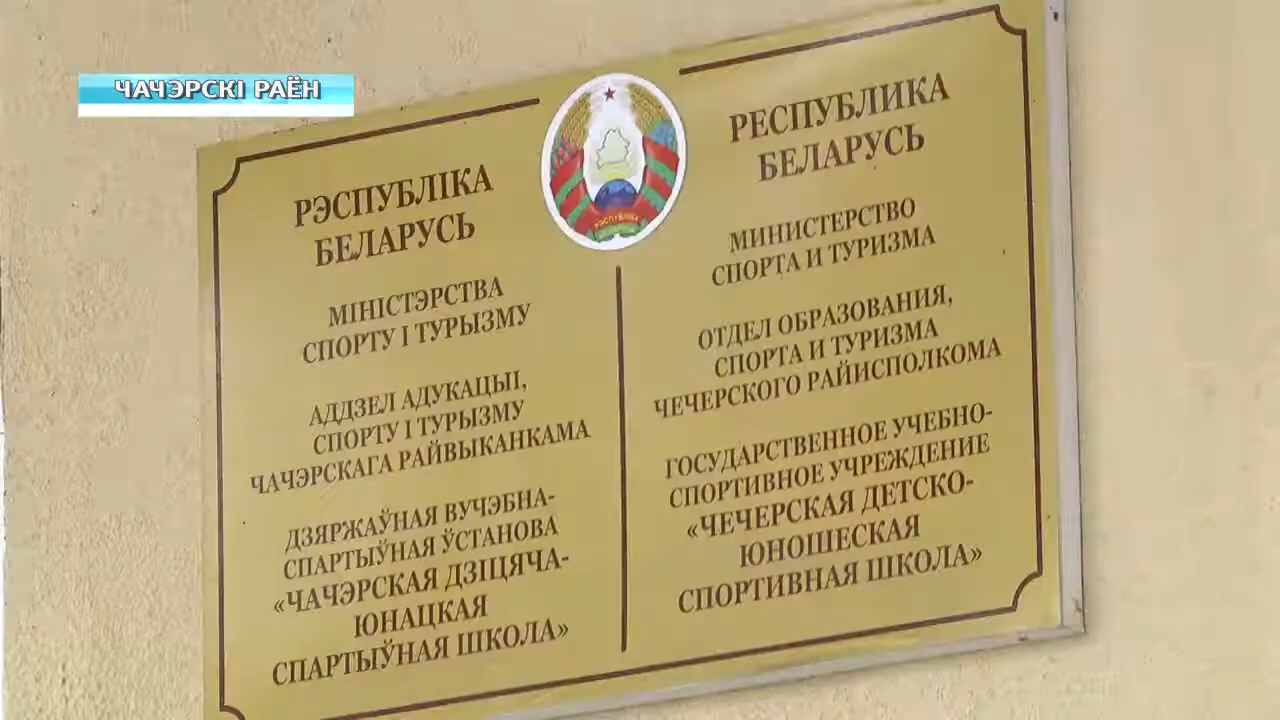 ЧАЧЭРСКІ РАЁН
РЭСПУБЛІКА
БЕЛАРУСЬ
МІНІСТЭРСТВА
СПОРТУ І ТУРЫЗМУ
АДДЗЕЛ АДУКАЦЫІ,
СПОРТУ І ТУРЫЗМУ
ЧАЧЭРСКАГА РАЙВЫКАНКАМА
ДЗЯРЖАЎНАЯ ВУЧЭБНА-
СПАРТЫЎНАЯ ЎСТАНОВА
«ЧАЧЭРСКАЯ ДЗІЦЯЧА-
ЮНАЦКАЯ
СПАРТЫЎНАЯ ШКОЛА»
РЕСПУБЛИКА
БЕЛАРУСЬ
МИНИСТЕРСТВО
СПОРТА И ТУРИЗМА
ОТДЕЛ ОБРАЗОВАНИЯ,
СПОРТА И ТУРИЗМА
ЧЕЧЕРСКОГО РАЙИСПОЛКОМА
ГОСУДАРСТВЕННОЕ УЧЕБНО-
СПОРТИВНОЕ УЧРЕЖДЕНИЕ
«ЧЕЧЕРСКАЯ ДЕТСКО-
ЮНОШЕСКАЯ
СПОРТИВНАЯ ШКОЛА»